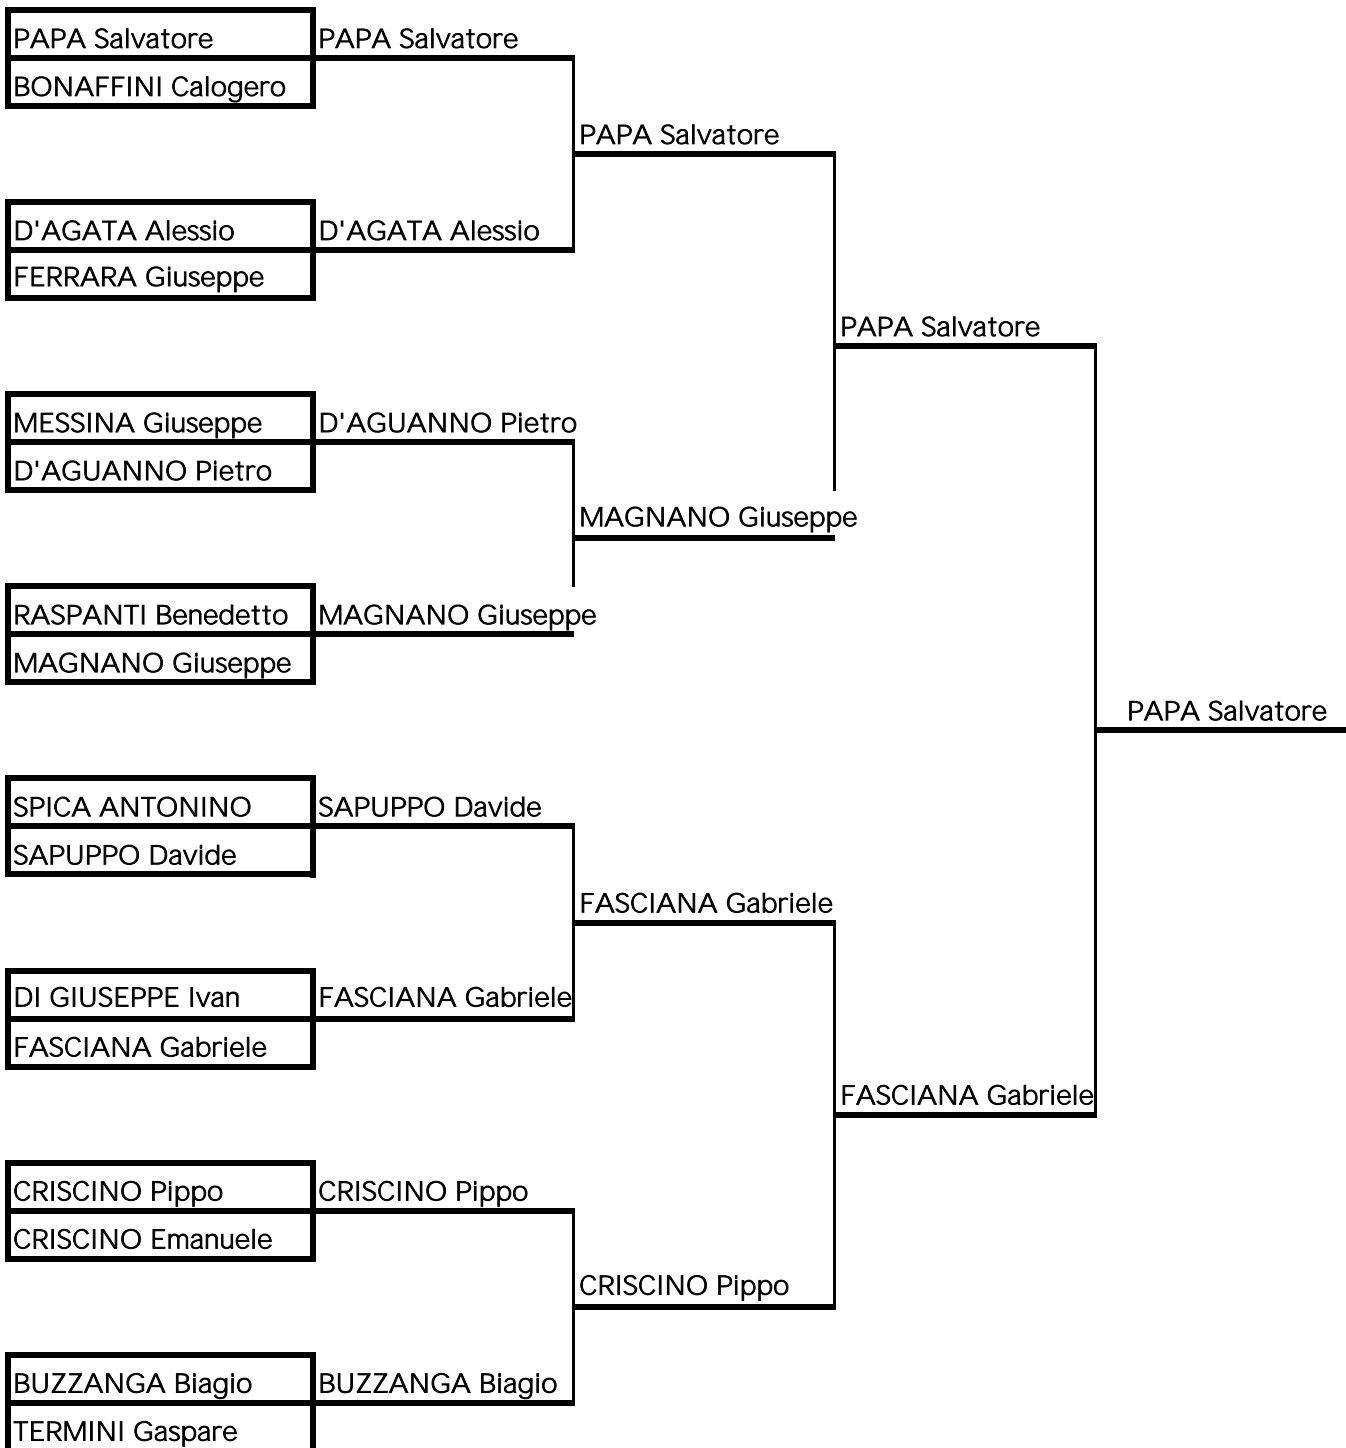 PAPA Salvatore PAPA Salvatore
BONAFFINI Calogero
PAPA Salvatore
D'AGATA Alessio D'AGATA Alessio
FERRARA Giuseppe
PAPA Salvatore
MESSINA Giuseppe D'AGUANNO Pietro
D'AGUANNO Pietro
MAGNANO Giuseppe
RASPANTI Benedetto MAGNANO Giuseppe
MAGNANO Giuseppe
PAPA Salvatore
SPICA ANTONINO SAPUPPO Davide
SAPUPPO Davide
FASCIANA Gabriele
DI GIUSEPPE Ivan FASCIANA Gabriele
FASCIANA Gabriele
FASCIANA Gabriele
CRISCINO Pippo CRISCINO Pippo
CRISCINO Emanuele
CRISCINO Pippo
BUZZANGA Biagio BUZZANGA Biagio
TERMINI Gaspare